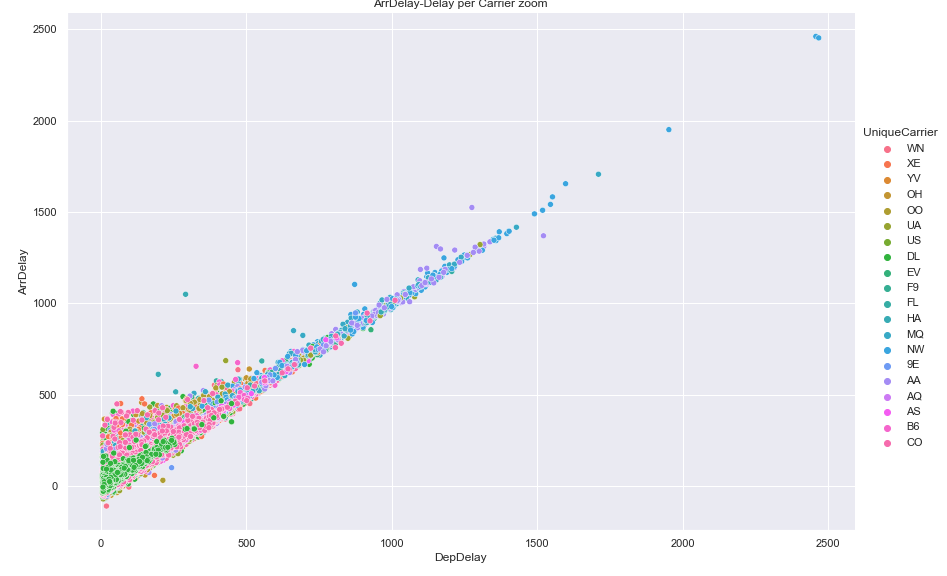 ArrDelay-Delay per Carrier zoom
2500
2000
1500
1000
500
0
ArrDelay
0 500 1000 1500 2000 2500
DepDelay
UniqueCarrier
WN
XE
YV
OH
OO
UA
US
DL
EV
F9
FL
HA
MQ
NW
9E
AA
AQ
AS
B6
CO